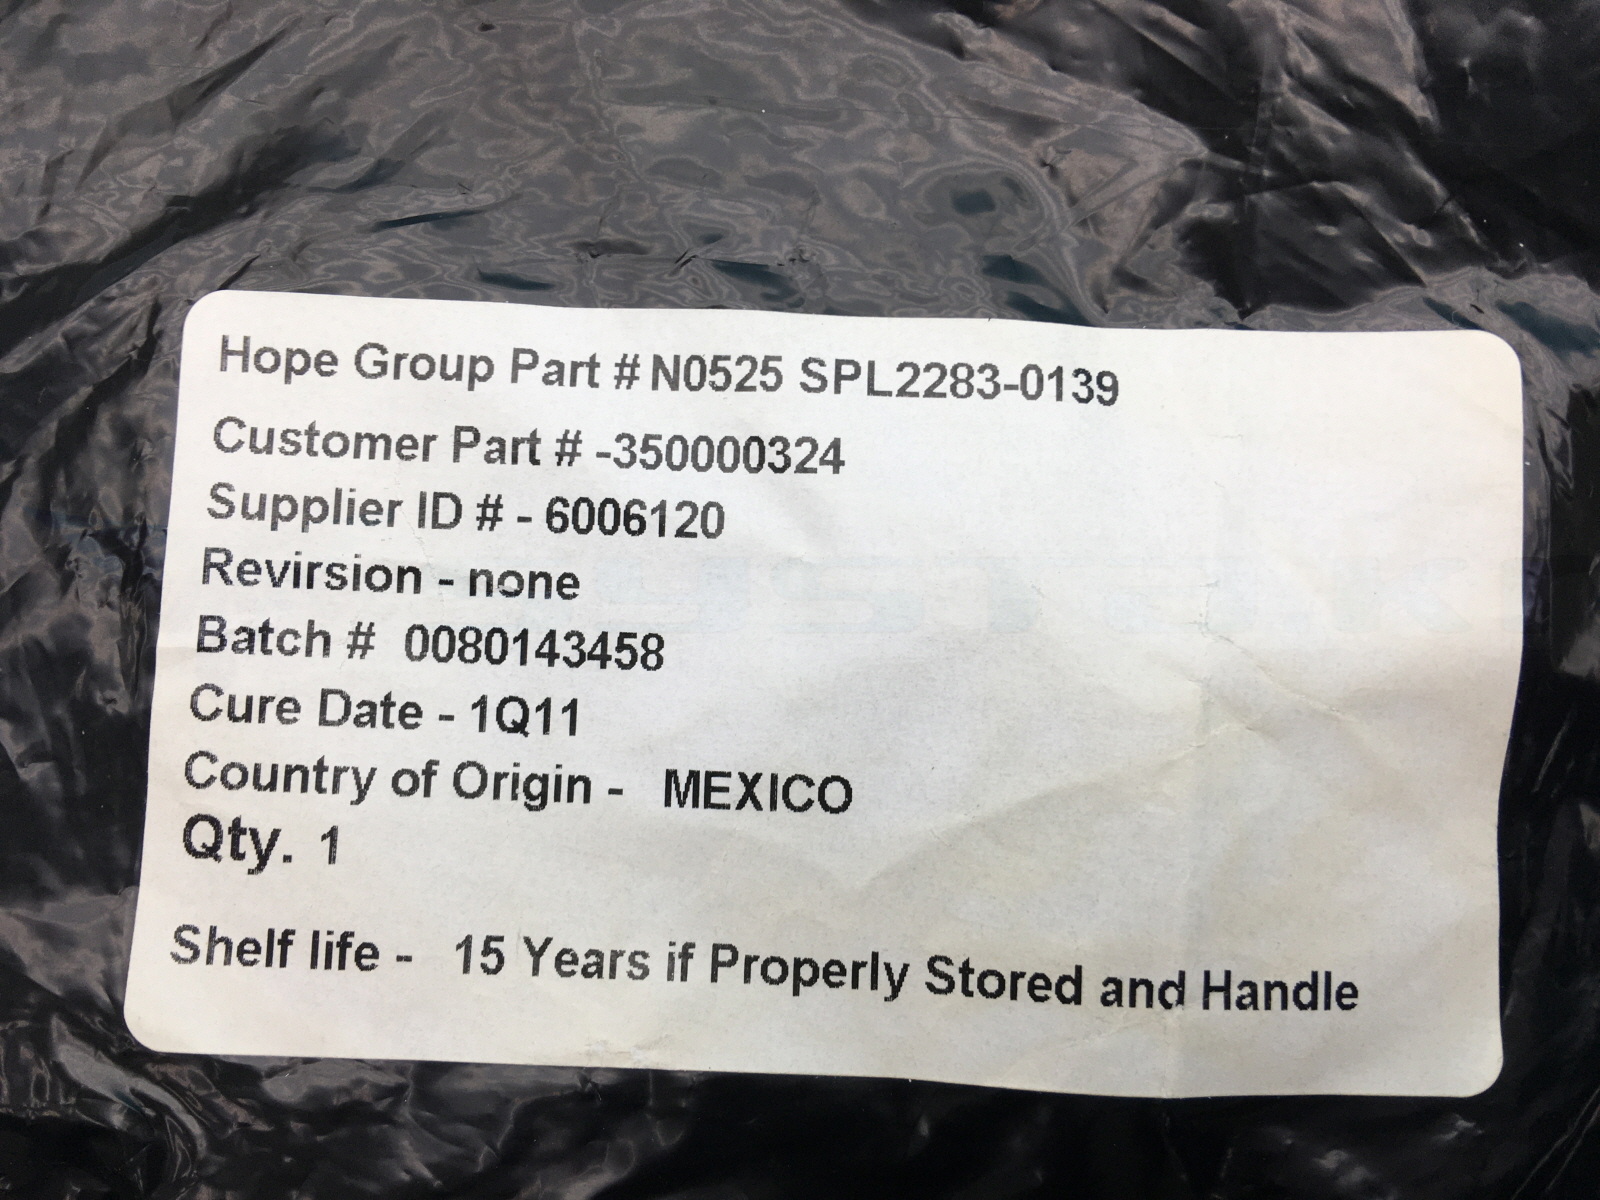 Hope Group Part # N0525 SPL2283-0139
Customer Part # -350000324
Supplier ID # - 6006120
Revirsion - none
Batch # 0080143458
Cure Date - 1Q11
Country of Origin - MEXICO
Qty. 1
Shelf life - 15 Years if Properly Stored and Handle